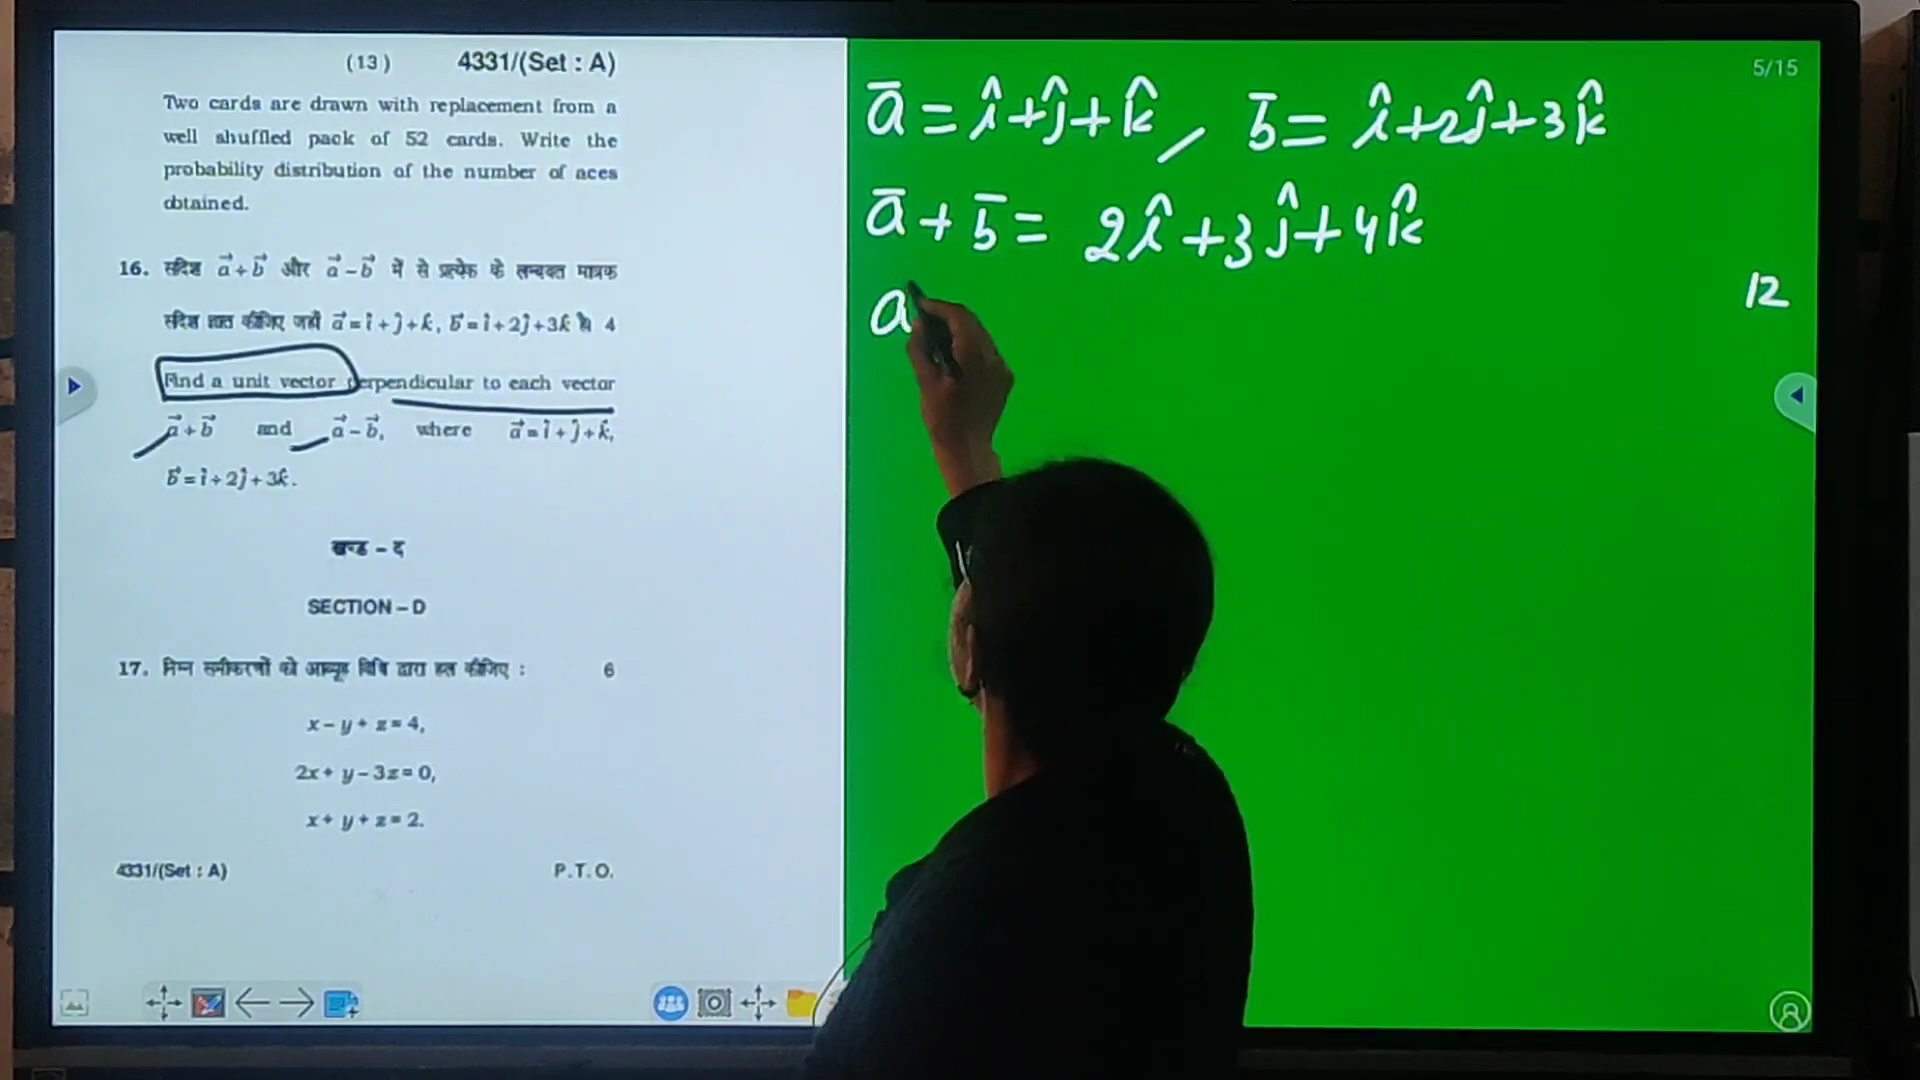 (13) 4331/(Set : A)
Two cards are drawn with replacement from a
well shuffled pack of 52 cards. Write the
probability distribution of the number of aces
obtained.
16. सदिश a⃗+b⃗ और a⃗−b⃗ में से प्रत्येक के लम्बवत मात्रक
सदिश ज्ञात कीजिए जहाँ a⃗=î+ĵ+k̂, b⃗=î+2ĵ+3k̂ है 4
Find a unit vector perpendicular to each vector
a⃗+b⃗ and a⃗−b⃗, where a⃗=î+ĵ+k̂,
b⃗=î+2ĵ+3k̂.
खण्ड – द
SECTION – D
17. निम्न समीकरणों को आव्यूह विधि द्वारा हल कीजिए : 6
x − y + z = 4,
2x + y − 3z = 0,
x + y + z = 2.
4331/(Set : A) P.T.O.
5/15
a̅ = î+ĵ+k̂, b̅ = î+2ĵ+3k̂
a̅ + b̅ = 2î+3ĵ+4k̂
12
a